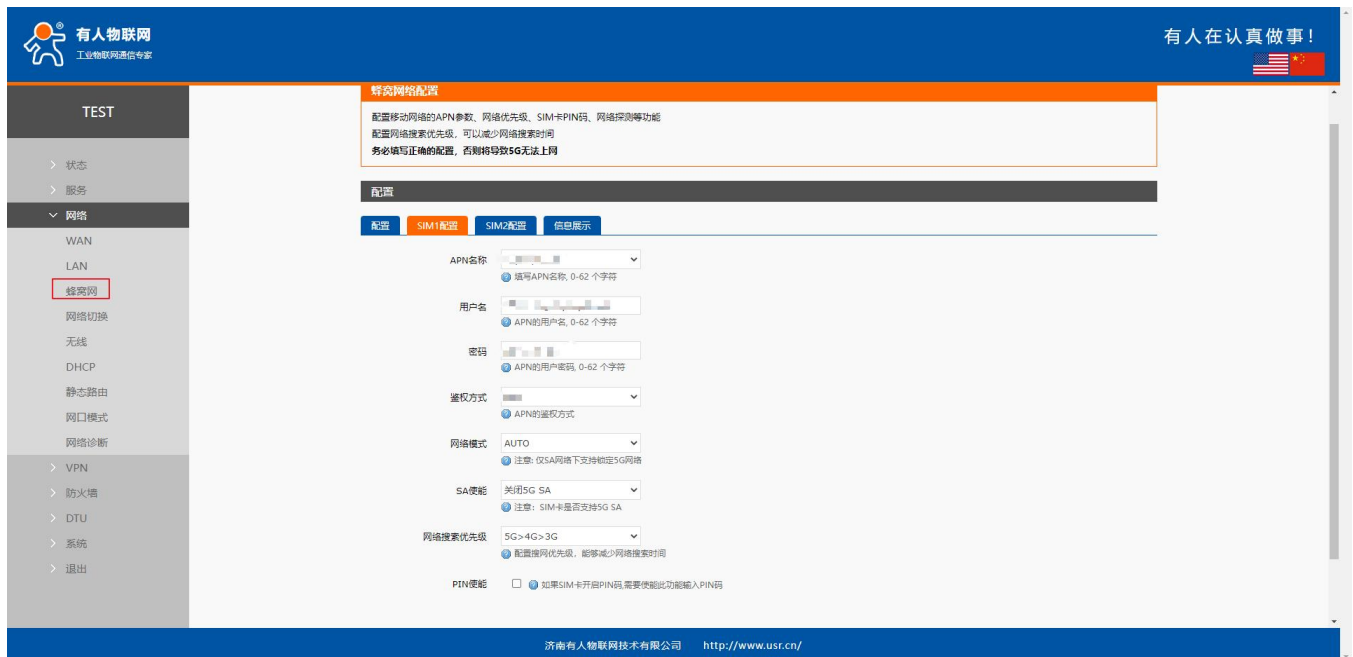 有人物联网
工业物联网通信专家
有人在认真做事！
TEST
状态
服务
网络
WAN
LAN
蜂窝网
网络切换
无线
DHCP
静态路由
网口模式
网络诊断
VPN
防火墙
DTU
系统
退出
蜂窝网络配置
配置移动网络的APN参数、网络优先级、SIM卡PIN码、网络探测等功能
配置网络搜索优先级，可以减少网络搜索时间
务必填写正确的配置，否则将导致5G无法上网
配置
配置 SIM1配置 SIM2配置 信息展示
APN名称
填写APN名称, 0-62 个字符
用户名
APN的用户名, 0-62 个字符
密码
APN的用户密码, 0-62 个字符
鉴权方式
APN的鉴权方式
网络模式 AUTO
注意: 仅SA网络下支持锁定5G网络
SA使能 关闭5G SA
注意：SIM卡是否支持5G SA
网络搜索优先级 5G>4G>3G
配置搜网优先级，能够减少网络搜索时间
PIN使能 如果SIM卡开启PIN码,需要使能此功能输入PIN码
济南有人物联网技术有限公司 http://www.usr.cn/